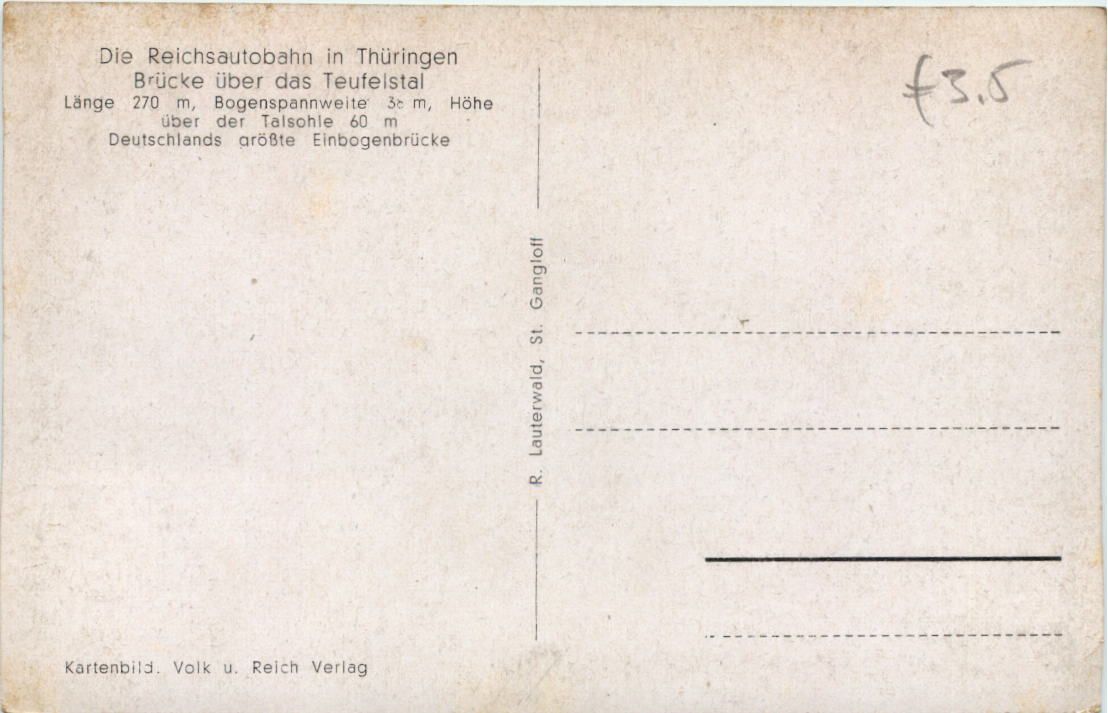 Die Reichsautobahn in Thüringen
Brücke über das Teufelstal
Länge 270 m, Bogenspannweite m, Höhe
über der Talsohle 60 m
Deutschlands größte Einbogenbrücke
R. Lauterwald, St. Gangloff
Kartenbild. Volk u. Reich Verlag
3.5